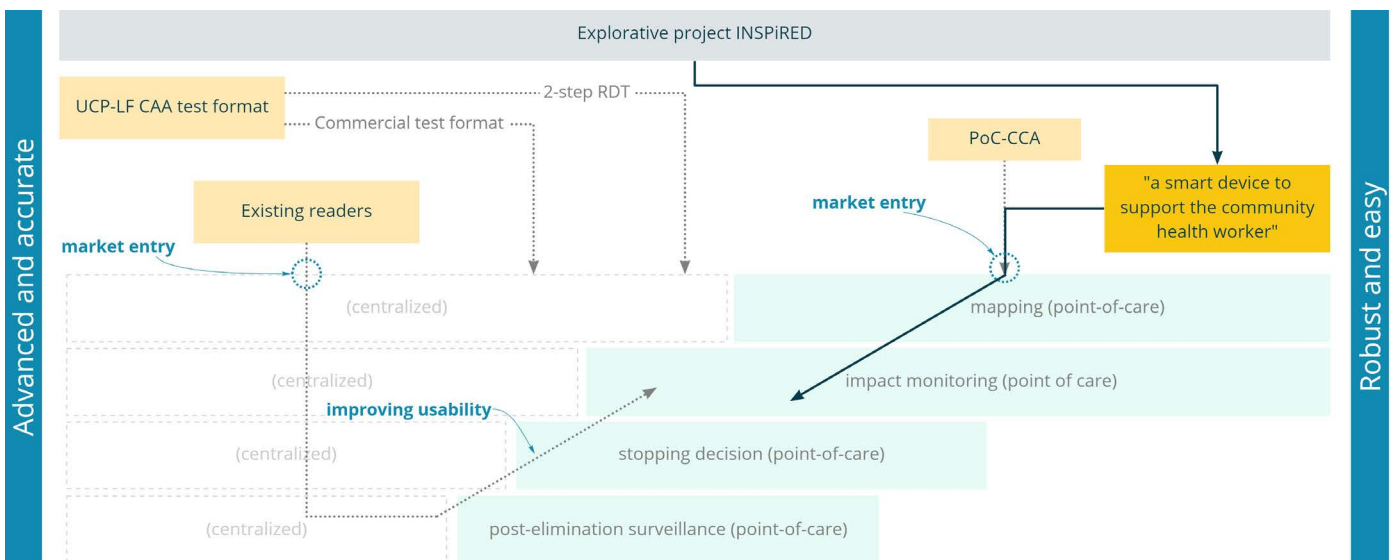 Explorative project INSPiRED
Advanced and accurate
Robust and easy
UCP-LF CAA test format
2-step RDT
Commercial test format
PoC-CCA
"a smart device to
support the community
health worker"
Existing readers
market entry
market entry
(centralized)
mapping (point-of-care)
(centralized)
impact monitoring (point of care)
improving usability
(centralized)
stopping decision (point-of-care)
(centralized)
post-elimination surveillance (point-of-care)